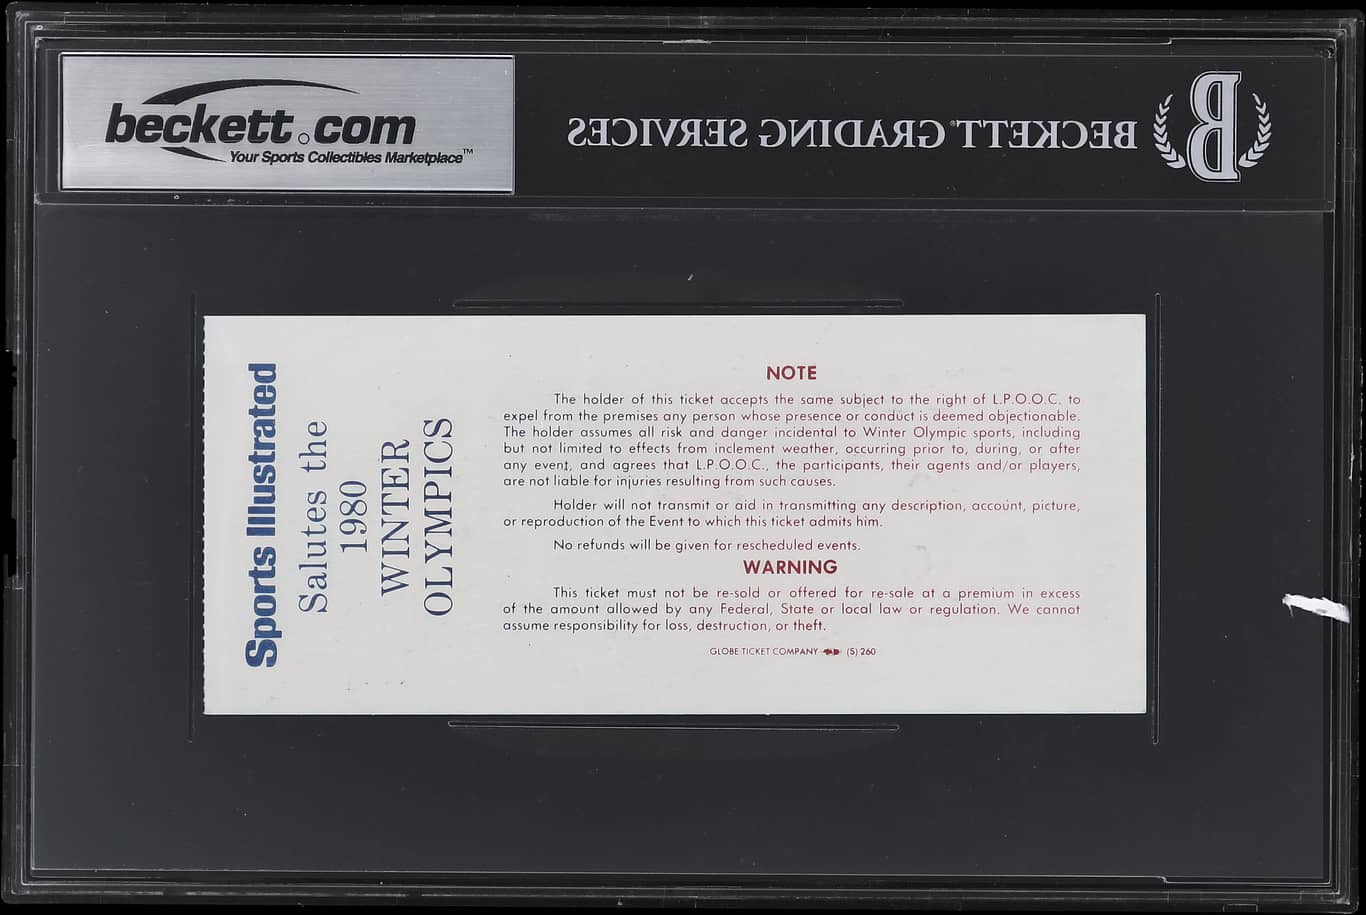 beckett.com
Your Sports Collectibles Marketplace™
BECKETT GRADING SERVICES
B
Sports Illustrated
Salutes the
1980
WINTER
OLYMPICS
NOTE
The holder of this ticket accepts the same subject to the right of L.P.O.O.C. to
expel from the premises any person whose presence or conduct is deemed objectionable.
The holder assumes all risk and danger incidental to Winter Olympic sports, including
but not limited to effects from inclement weather, occurring prior to, during, or after
any event, and agrees that L.P.O.O.C., the participants, their agents and/or players,
are not liable for injuries resulting from such causes.
Holder will not transmit or aid in transmitting any description, account, picture,
or reproduction of the Event to which this ticket admits him.
No refunds will be given for rescheduled events.
WARNING
This ticket must not be re-sold or offered for re-sale at a premium in excess
of the amount allowed by any Federal, State or local law or regulation. We cannot
assume responsibility for loss, destruction, or theft.
GLOBE TICKET COMPANY (S) 260